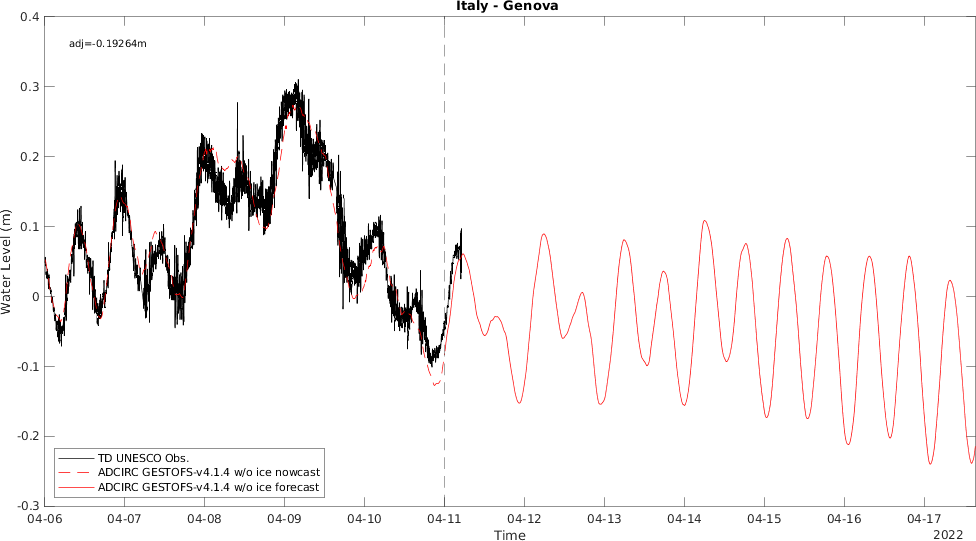 Italy - Genova
adj=-0.19264m
0.4
0.3
0.2
0.1
0
-0.1
-0.2
-0.3
Water Level (m)
TD UNESCO Obs.
ADCIRC GESTOFS-v4.1.4 w/o ice nowcast
ADCIRC GESTOFS-v4.1.4 w/o ice forecast
04-06 04-07 04-08 04-09 04-10 04-11 04-12 04-13 04-14 04-15 04-16 04-17
Time
2022